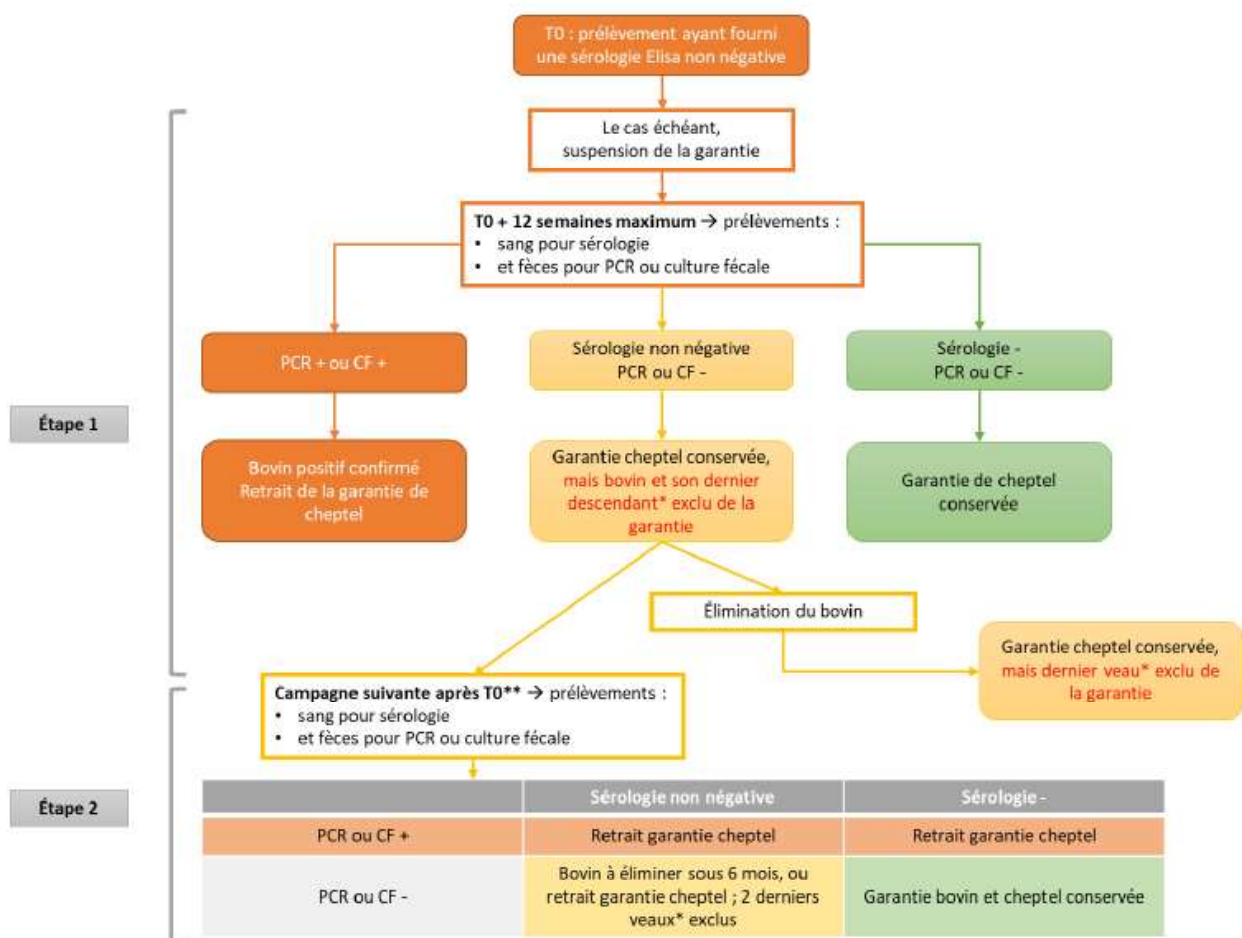 T0 : prélèvement ayant fourni
une sérologie Elisa non négative
Le cas échéant,
suspension de la garantie
T0 + 12 semaines maximum → prélèvements :
• sang pour sérologie
• et fèces pour PCR ou culture fécale
PCR + ou CF +
Sérologie non négative
PCR ou CF -
Sérologie -
PCR ou CF -
Étape 1
Bovin positif confirmé
Retrait de la garantie de
cheptel
Garantie cheptel conservée,
mais bovin et son dernier
descendant* exclu de la
garantie
Garantie de cheptel
conservée
Élimination du bovin
Garantie cheptel conservée,
mais dernier veau* exclu de
la garantie
Campagne suivante après T0** → prélèvements :
• sang pour sérologie
• et fèces pour PCR ou culture fécale
Étape 2
Sérologie non négative
Sérologie -
PCR ou CF +
Retrait garantie cheptel
Retrait garantie cheptel
PCR ou CF -
Bovin à éliminer sous 6 mois, ou
retrait garantie cheptel ; 2 derniers
veaux* exclus
Garantie bovin et cheptel conservée